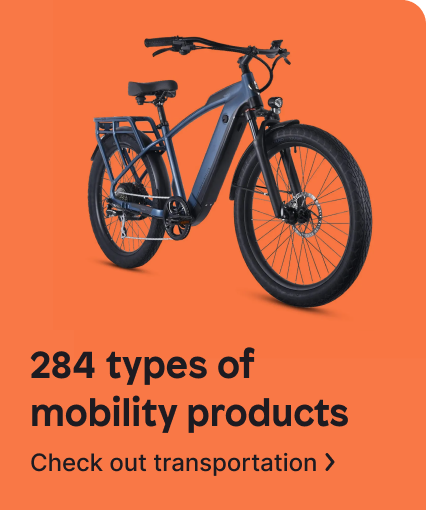 284 types of
mobility products
Check out transportation ›